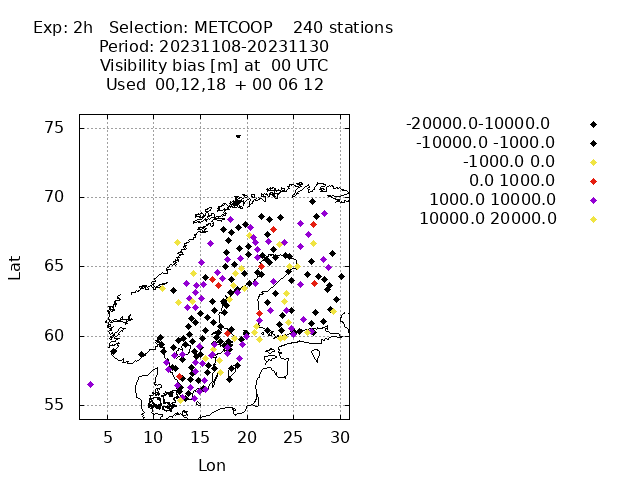 Exp: 2h Selection: METCOOP 240 stations
Period: 20231108-20231130
Visibility bias [m] at 00 UTC
Used 00,12,18 + 00 06 12
-20000.0-10000.0
-10000.0 -1000.0
-1000.0 0.0
0.0 1000.0
1000.0 10000.0
10000.0 20000.0
75
70
65
60
55
Lat
5 10 15 20 25 30
Lon